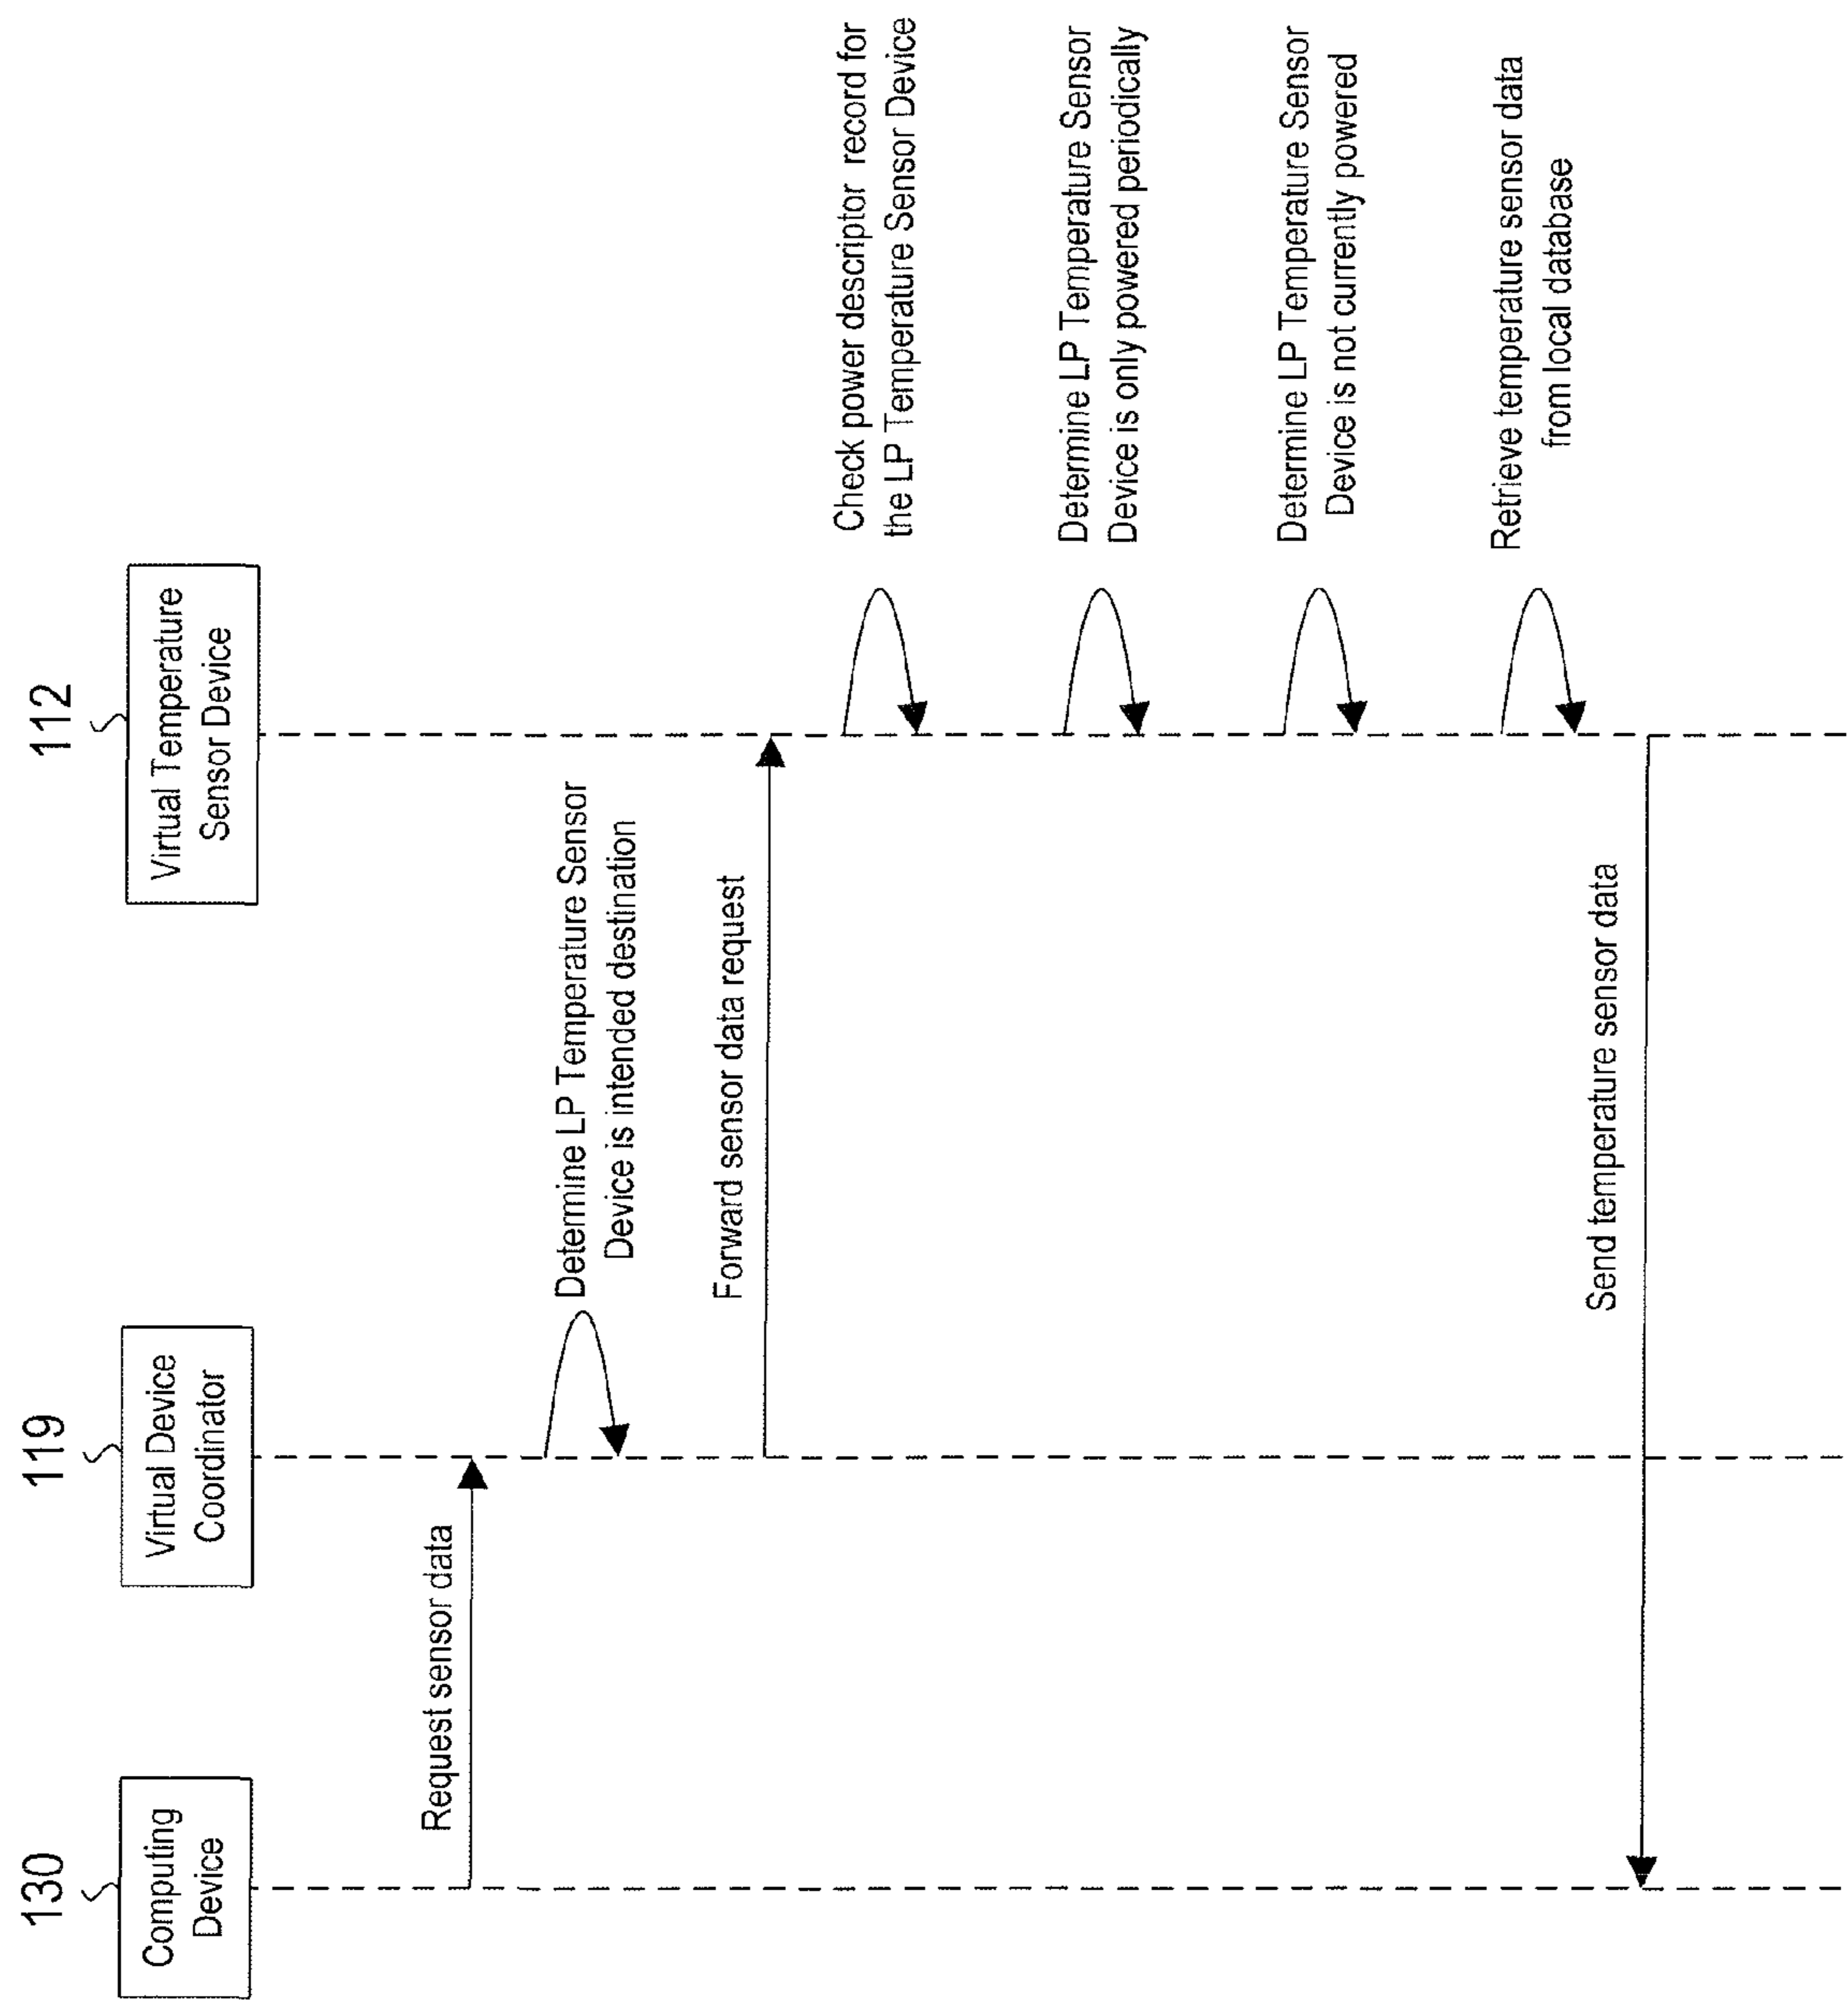 130
Computing
Device
119
Virtual Device
Coordinator
112
Virtual Temperature
Sensor Device
Request sensor data
Determine LP Temperature Sensor
Device is intended destination
Forward sensor data request
Check power descriptor record for
the LP Temperature Sensor Device
Determine LP Temperature Sensor
Device is only powered periodically
Determine LP Temperature Sensor
Device is not currently powered
Retrieve temperature sensor data
from local database
Send temperature sensor data